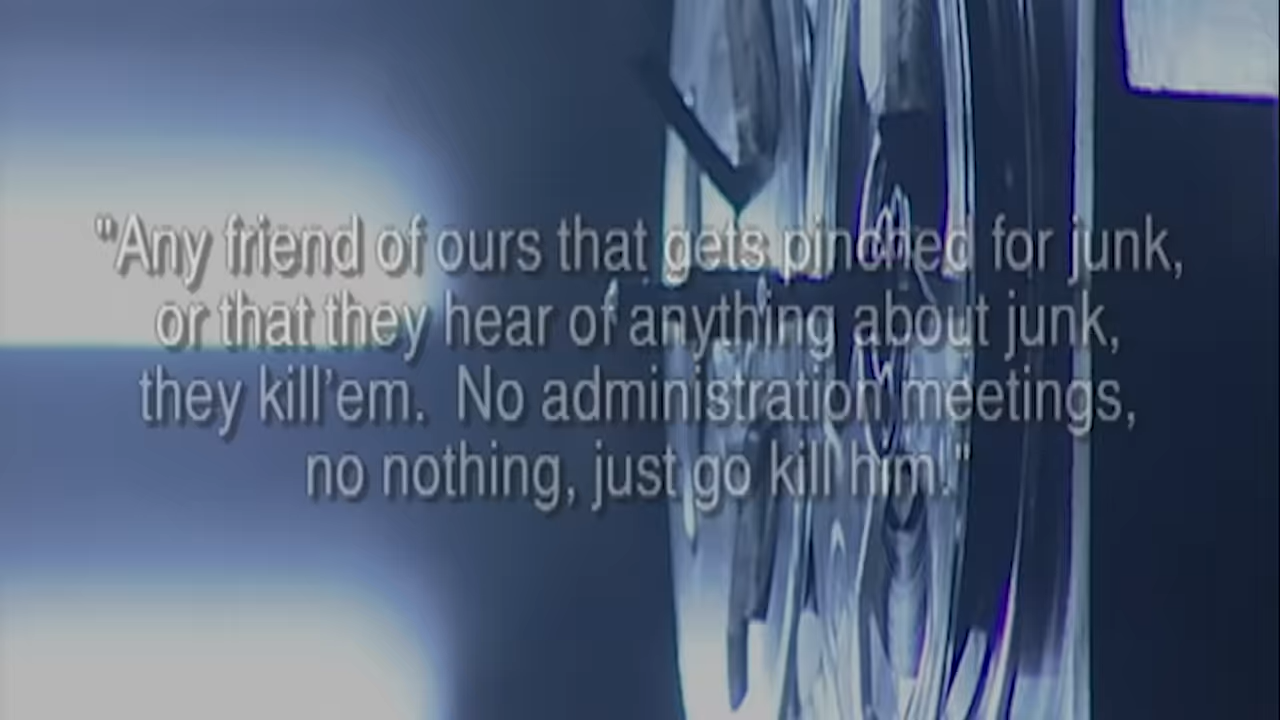 "Any friend of ours that gets pinched for junk,
or that they hear of anything about junk,
they kill'em.  No administration meetings,
no nothing, just go kill him."